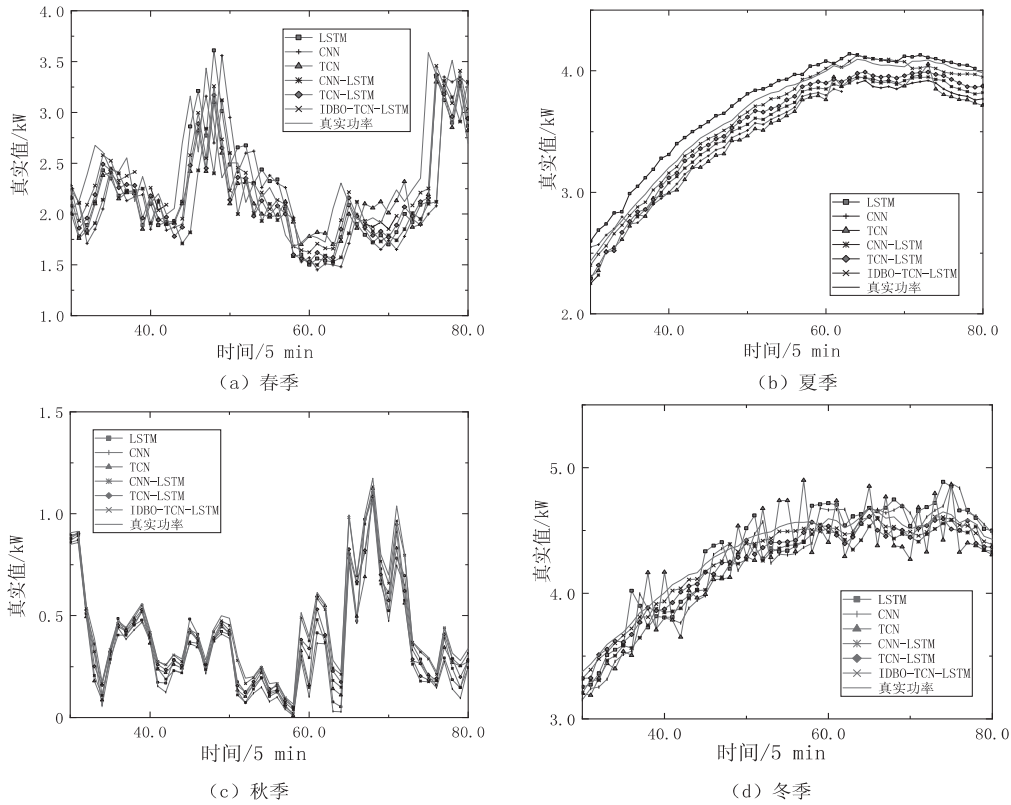 4.0
3.5
3.0
2.5
2.0
1.5
1.0
真实值/kW
LSTM
CNN
TCN
CNN-LSTM
TCN-LSTM
IDBO-TCN-LSTM
真实功率
40.0
60.0
80.0
时间/5 min
(a) 春季
4.0
3.0
2.0
真实值/kW
LSTM
CNN
TCN
CNN-LSTM
TCN-LSTM
IDBO-TCN-LSTM
真实功率
40.0
60.0
80.0
时间/5 min
(b) 夏季
1.5
1.0
0.5
0
真实值/kW
LSTM
CNN
TCN
CNN-LSTM
TCN-LSTM
IDBO-TCN-LSTM
真实功率
40.0
60.0
80.0
时间/5 min
(c) 秋季
5.0
4.0
3.0
真实值/kW
LSTM
CNN
TCN
CNN-LSTM
TCN-LSTM
IDBO-TCN-LSTM
真实功率
40.0
60.0
80.0
时间/5 min
(d) 冬季